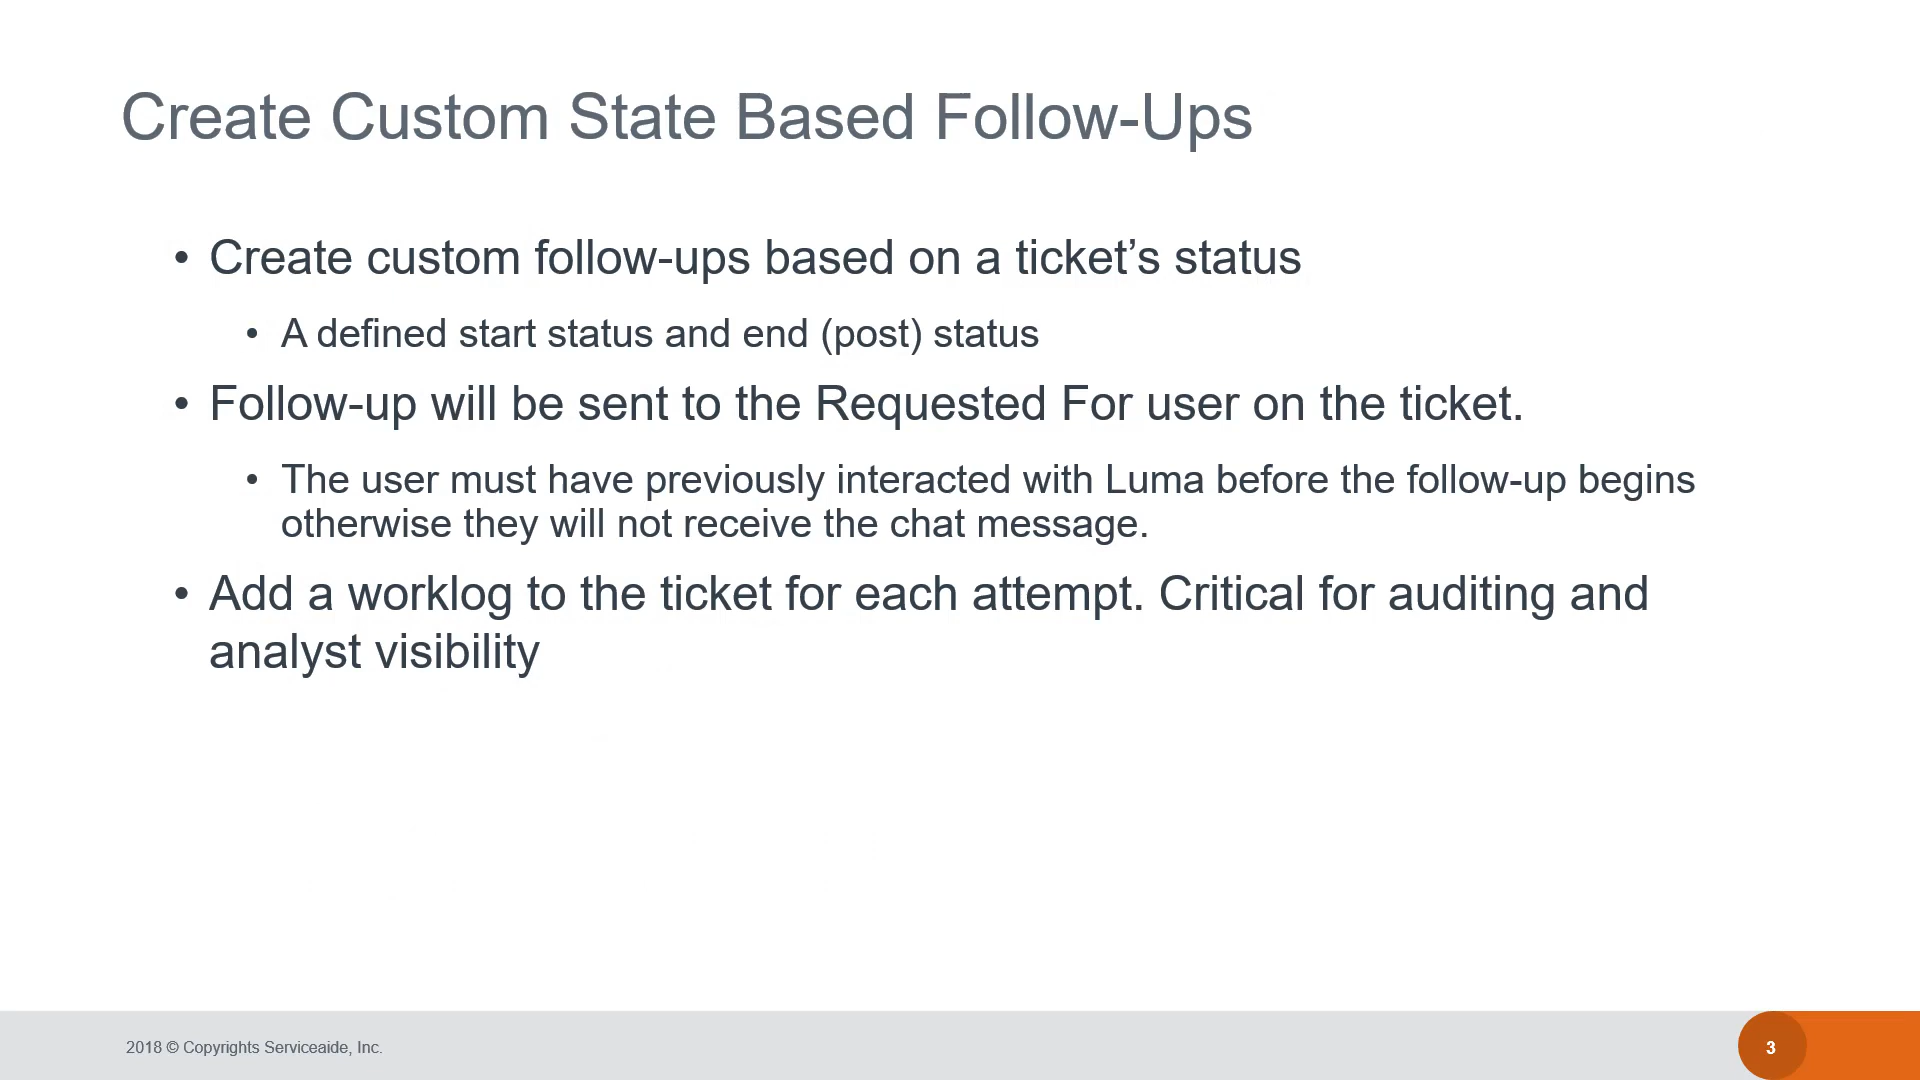 Create Custom State Based Follow-Ups
• Create custom follow-ups based on a ticket’s status
• A defined start status and end (post) status
• Follow-up will be sent to the Requested For user on the ticket.
• The user must have previously interacted with Luma before the follow-up begins
otherwise they will not receive the chat message.
• Add a worklog to the ticket for each attempt. Critical for auditing and
analyst visibility
2018 © Copyrights Serviceaide, Inc.
3